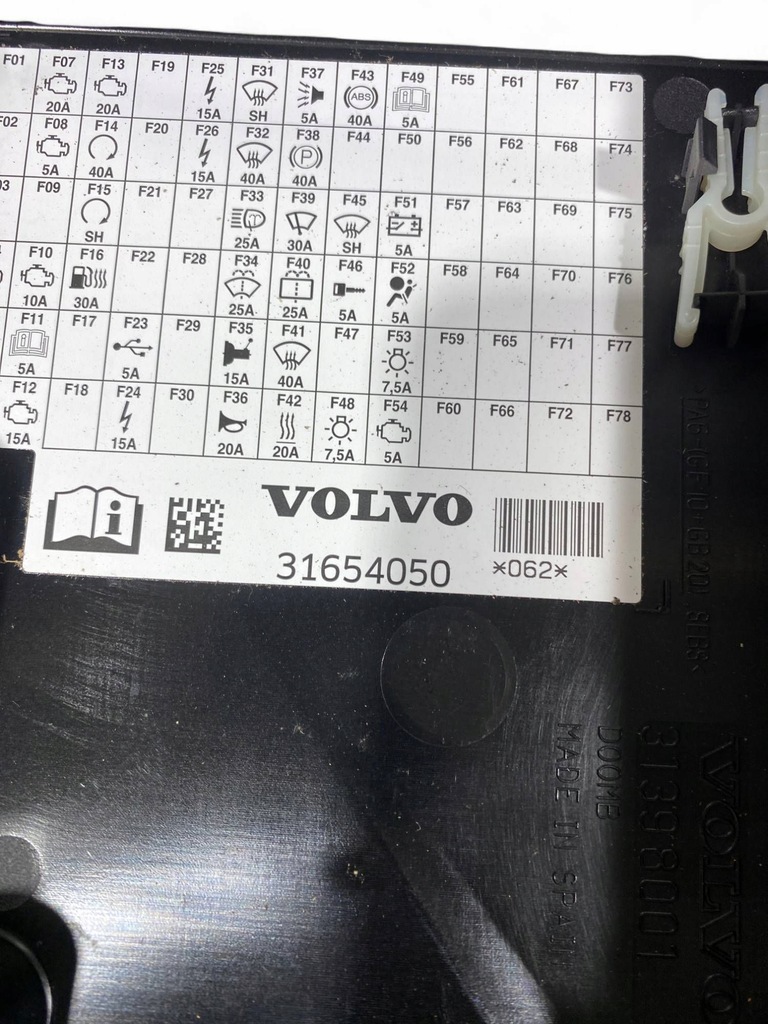 F01 F07 F13 F19 F25 F31 F37 F43 F49 F55 F61 F67 F73
20A 20A 15A SH 5A ABS 40A 5A
F08 F14 F20 F26 F32 F38 F44 F50 F56 F62 F68 F74
5A 40A 15A 40A P 40A
F09 F15 F21 F27 F33 F39 F45 F51 F57 F63 F69 F75
SH 25A 30A SH 5A
F10 F16 F22 F28 F34 F40 F46 F52 F58 F64 F70 F76
10A 30A 25A 25A 5A 5A
F11 F17 F23 F29 F35 F41 F47 F53 F59 F65 F71 F77
5A 5A 15A 40A 7,5A
F12 F18 F24 F30 F36 F42 F48 F54 F60 F66 F72 F78
15A 15A 20A 20A 7,5A 5A
i VOLVO
31654050 *062*
VOLVO
31398001
MADE IN SPAIN